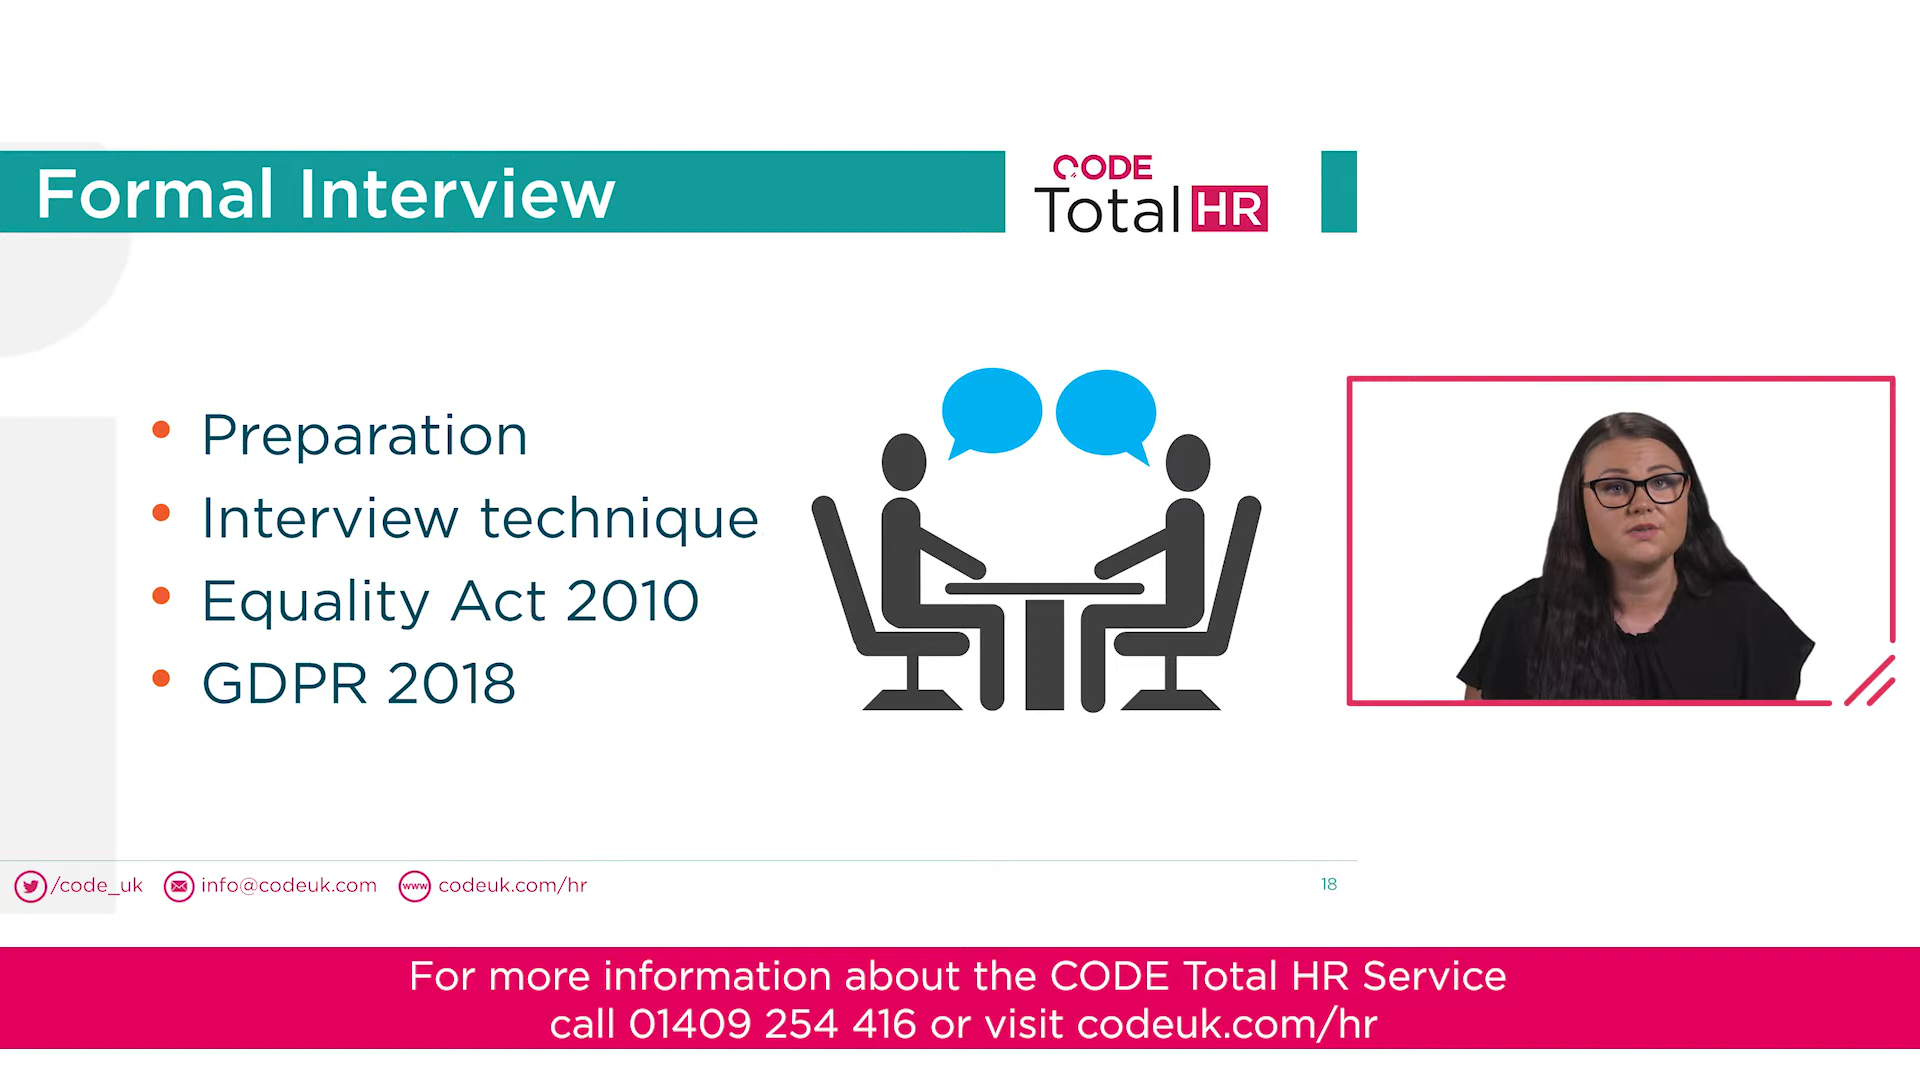 Formal Interview
CODE
Total HR
• Preparation
• Interview technique
• Equality Act 2010
• GDPR 2018
/code_uk info@codeuk.com www codeuk.com/hr
18
For more information about the CODE Total HR Service
call 01409 254 416 or visit codeuk.com/hr